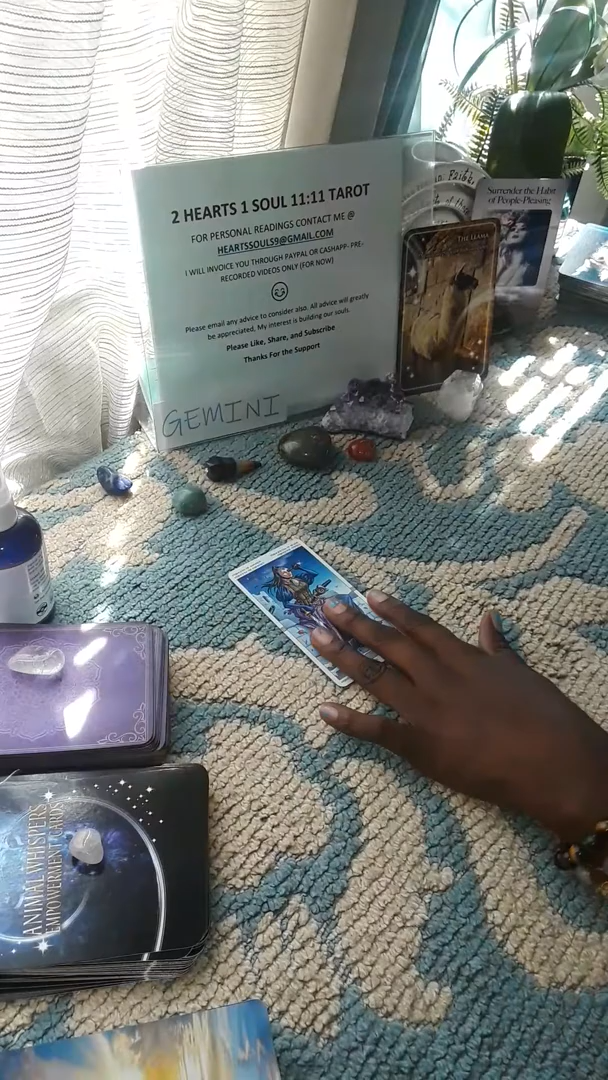 2 HEARTS 1 SOUL 11:11 TAROT
FOR PERSONAL READINGS CONTACT ME @
HEARTSSOULS9@GMAIL.COM
I WILL INVOICE YOU THROUGH PAYPAL OR CASHAPP- PRE-
RECORDED VIDEOS ONLY (FOR NOW)
Please email any advice to consider also. All advice will greatly
be appreciated. My interest is building our souls.
Please Like, Share, and Subscribe
Thanks For the Support
GEMINI
Faith
THE LLAMA
Surrender the Habit
of People-Pleasing
ANIMAL WHISPERS
EMPOWERMENT CARDS